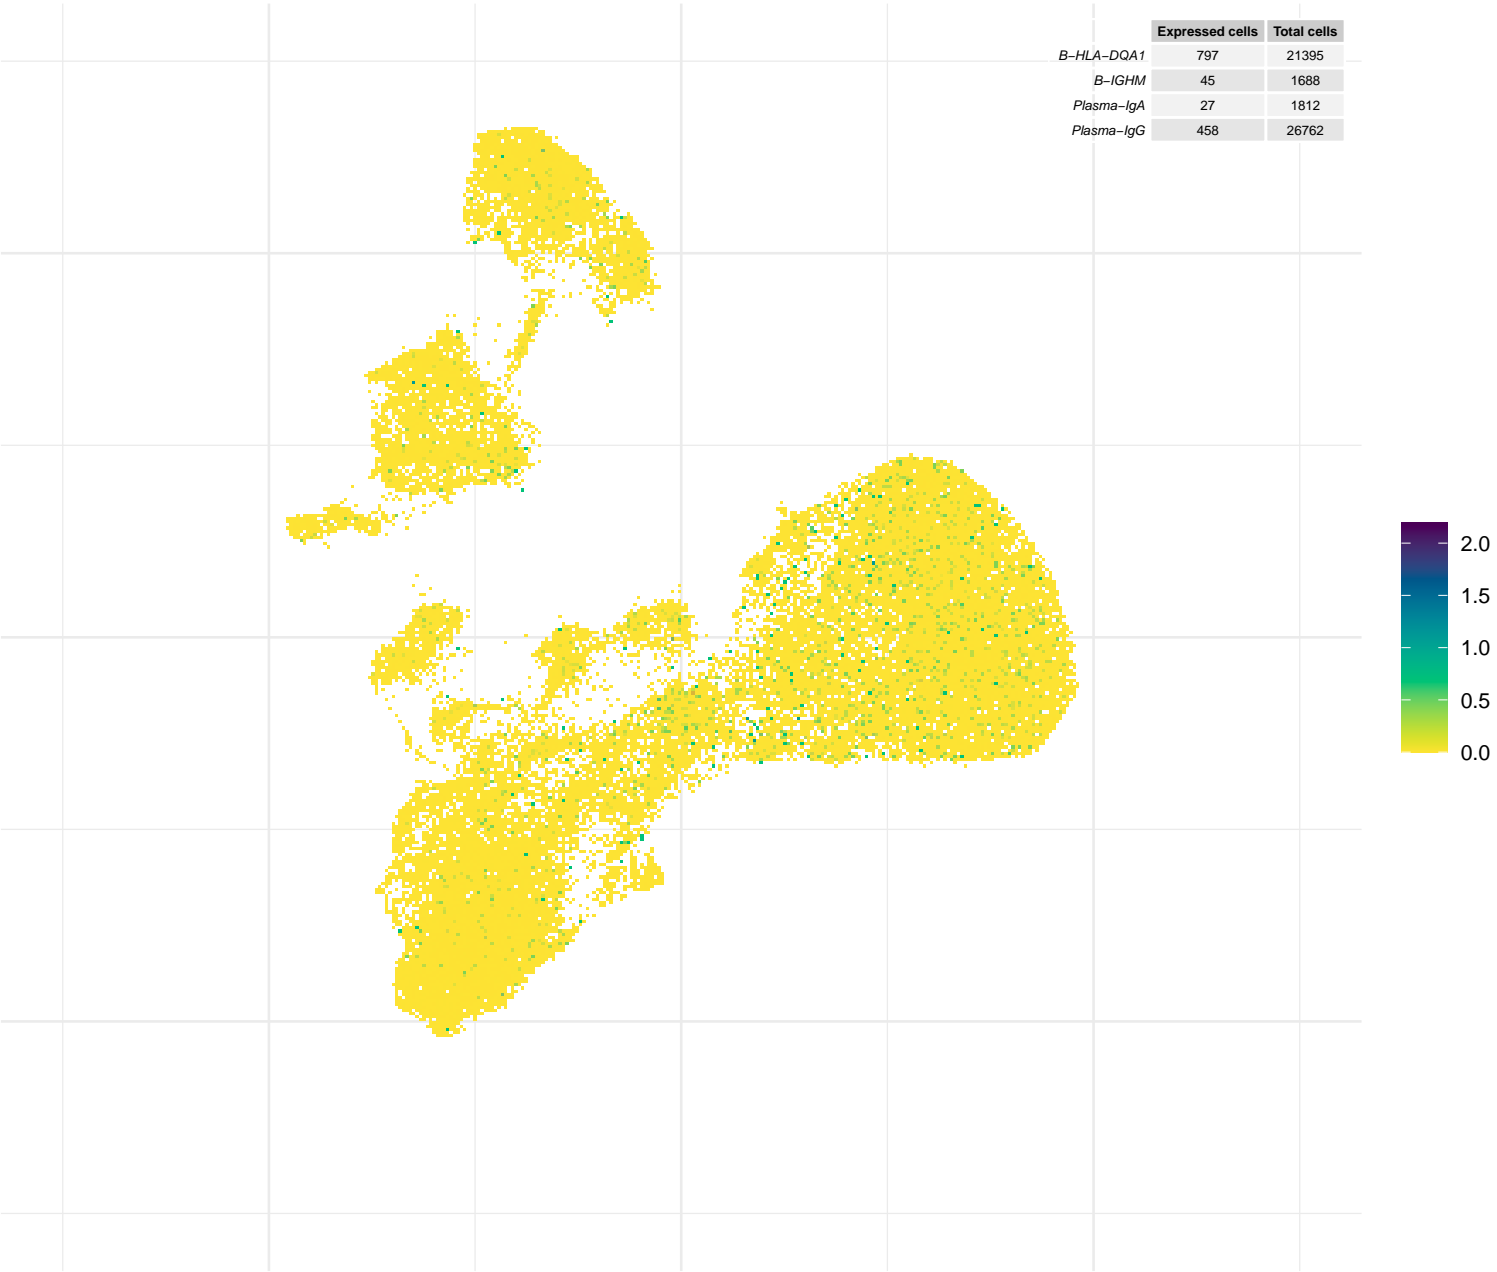 Expressed cells Total cells
B−HLA−DQA1 797 21395
B−IGHM 45 1688
Plasma−IgA 27 1812
Plasma−IgG 458 26762
2.0
1.5
1.0
0.5
0.0